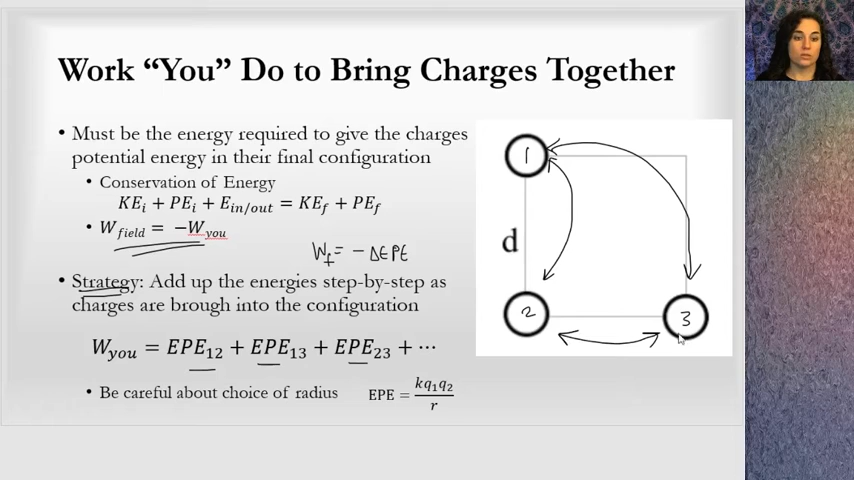 Work “You” Do to Bring Charges Together
• Must be the energy required to give the charges
potential energy in their final configuration
• Conservation of Energy
KE_i + PE_i + E_in/out = KE_f + PE_f
• W_field = −W_you
W_f = − ΔEPE
• Strategy: Add up the energies step-by-step as
charges are brough into the configuration
W_you = EPE_12 + EPE_13 + EPE_23 + ⋯
• Be careful about choice of radius EPE = kq_1q_2/r
1
d
2
3